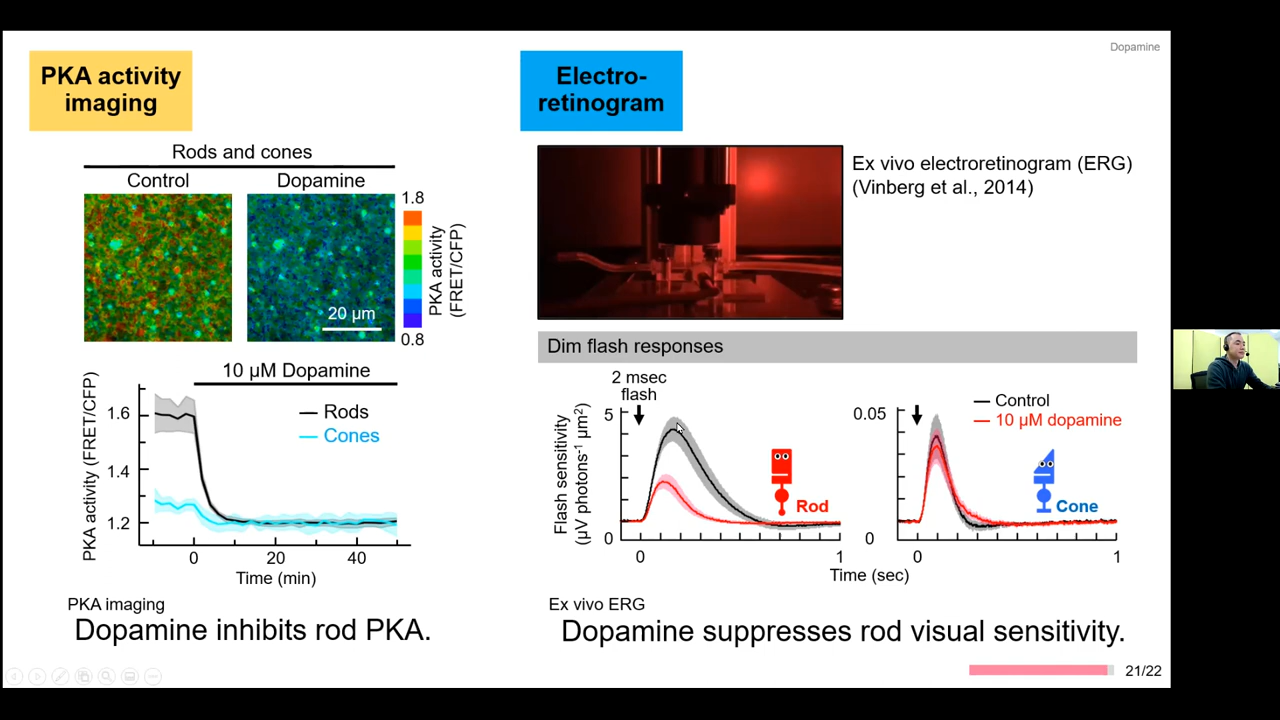 Dopamine
PKA activity
imaging
Rods and cones
Control
Dopamine
1.8
PKA activity
(FRET/CFP)
20 µm
0.8
10 µM Dopamine
PKA activity (FRET/CFP)
1.6
1.4
1.2
Rods
Cones
0
20
40
Time (min)
PKA imaging
Dopamine inhibits rod PKA.
Electro-
retinogram
Ex vivo electroretinogram (ERG)
(Vinberg et al., 2014)
Dim flash responses
2 msec
flash
Flash sensitivity
(µV photons⁻¹ µm²)
5
0
Rod
0
1
0.05
0
Control
10 µM dopamine
Cone
0
1
Time (sec)
Ex vivo ERG
Dopamine suppresses rod visual sensitivity.
21/22